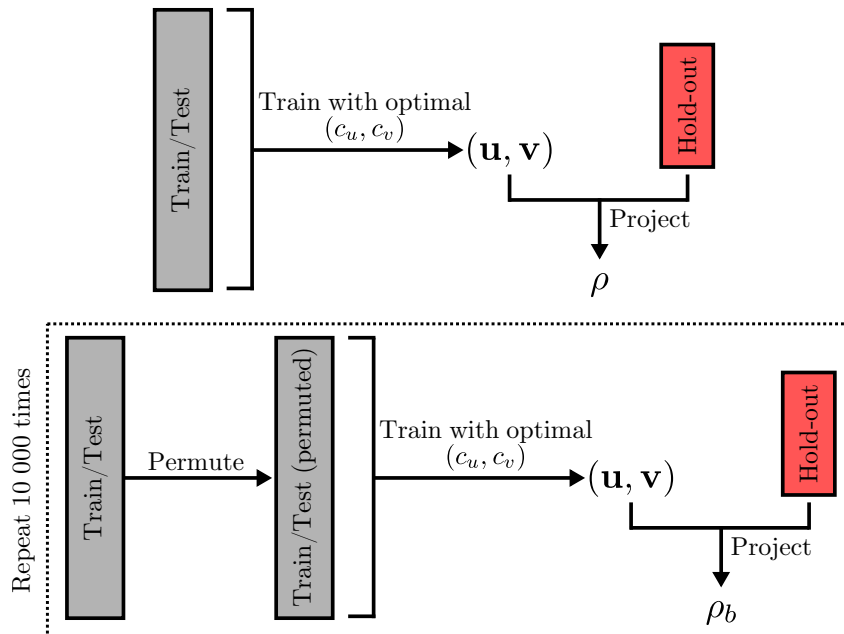 Train/Test
Train with optimal
(c_u, c_v)
(u, v)
Hold-out
Project
ρ
Repeat 10 000 times
Train/Test
Permute
Train/Test (permuted)
Train with optimal
(c_u, c_v)
(u, v)
Hold-out
Project
ρ_b